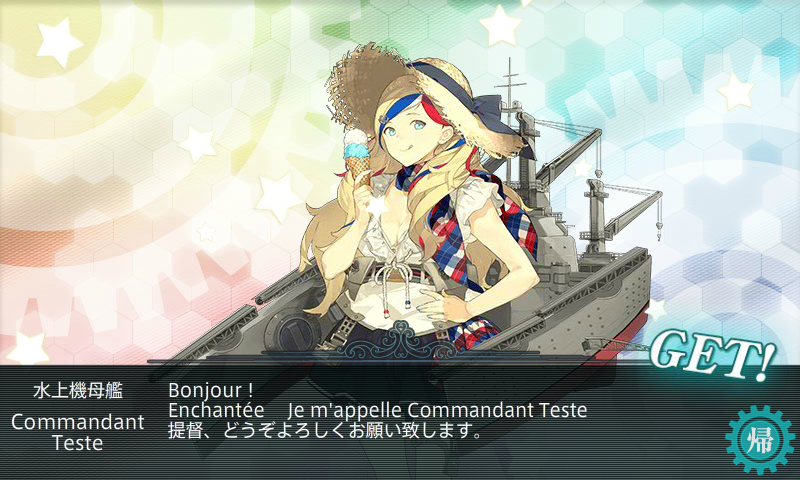 GET!
水上機母艦
Commandant
Teste
Bonjour !
Enchantée　Je m'appelle Commandant Teste
提督、どうぞよろしくお願い致します。
帰